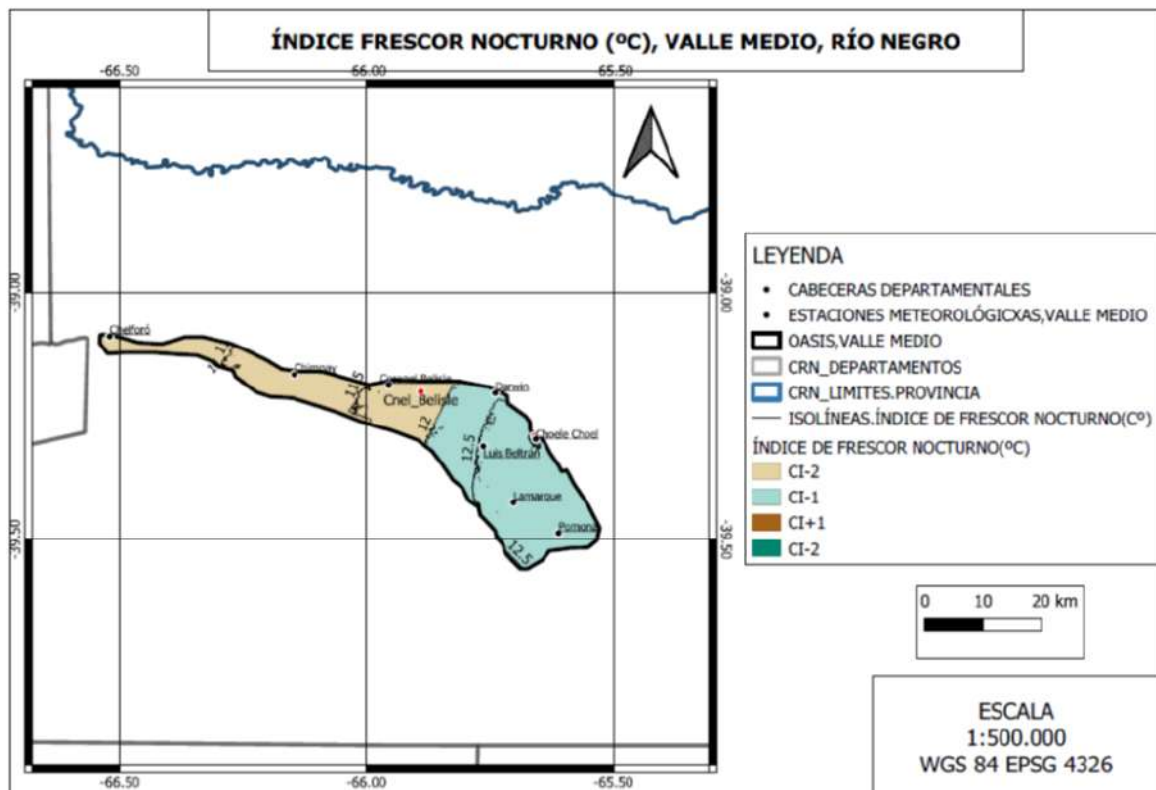 ÍNDICE FRESCOR NOCTURNO (ºC), VALLE MEDIO, RÍO NEGRO
-66.50
-66.00
-65.50
-39.00
-39.00
Chelforó
Chimpay
11.5
Cnel_Belisle
12
Darwin
12.5
Choele Choel
Luis Beltrán
Lamarque
Pomona
12.5
-39.50
-39.50
-66.50
-66.00
-65.50
LEYENDA
CABECERAS DEPARTAMENTALES
ESTACIONES METEOROLÓGICXAS,VALLE MEDIO
OASIS,VALLE MEDIO
CRN_DEPARTAMENTOS
CRN_LIMITES.PROVINCIA
ISOLÍNEAS.ÍNDICE DE FRESCOR NOCTURNO(Cº)
ÍNDICE DE FRESCOR NOCTURNO(ºC)
CI-2
CI-1
CI+1
CI-2
0 10 20 km
ESCALA
1:500.000
WGS 84 EPSG 4326